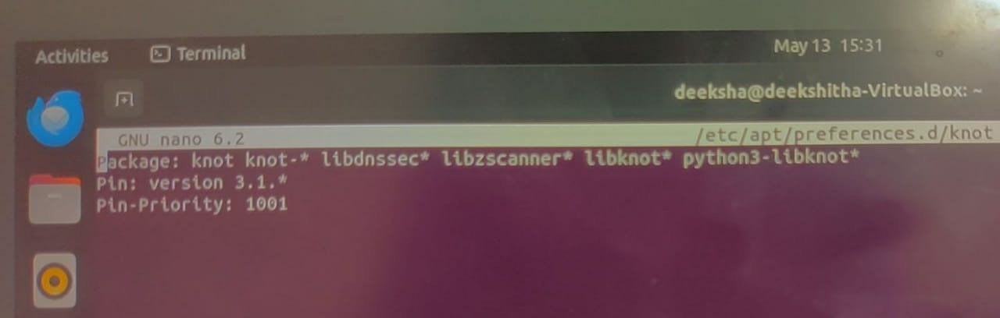 Activities Terminal May 13 15:31
deeksha@deekshitha-VirtualBox: ~
GNU nano 6.2 /etc/apt/preferences.d/knot
Package: knot knot-* libdnssec* libzscanner* libknot* python3-libknot*
Pin: version 3.1.*
Pin-Priority: 1001